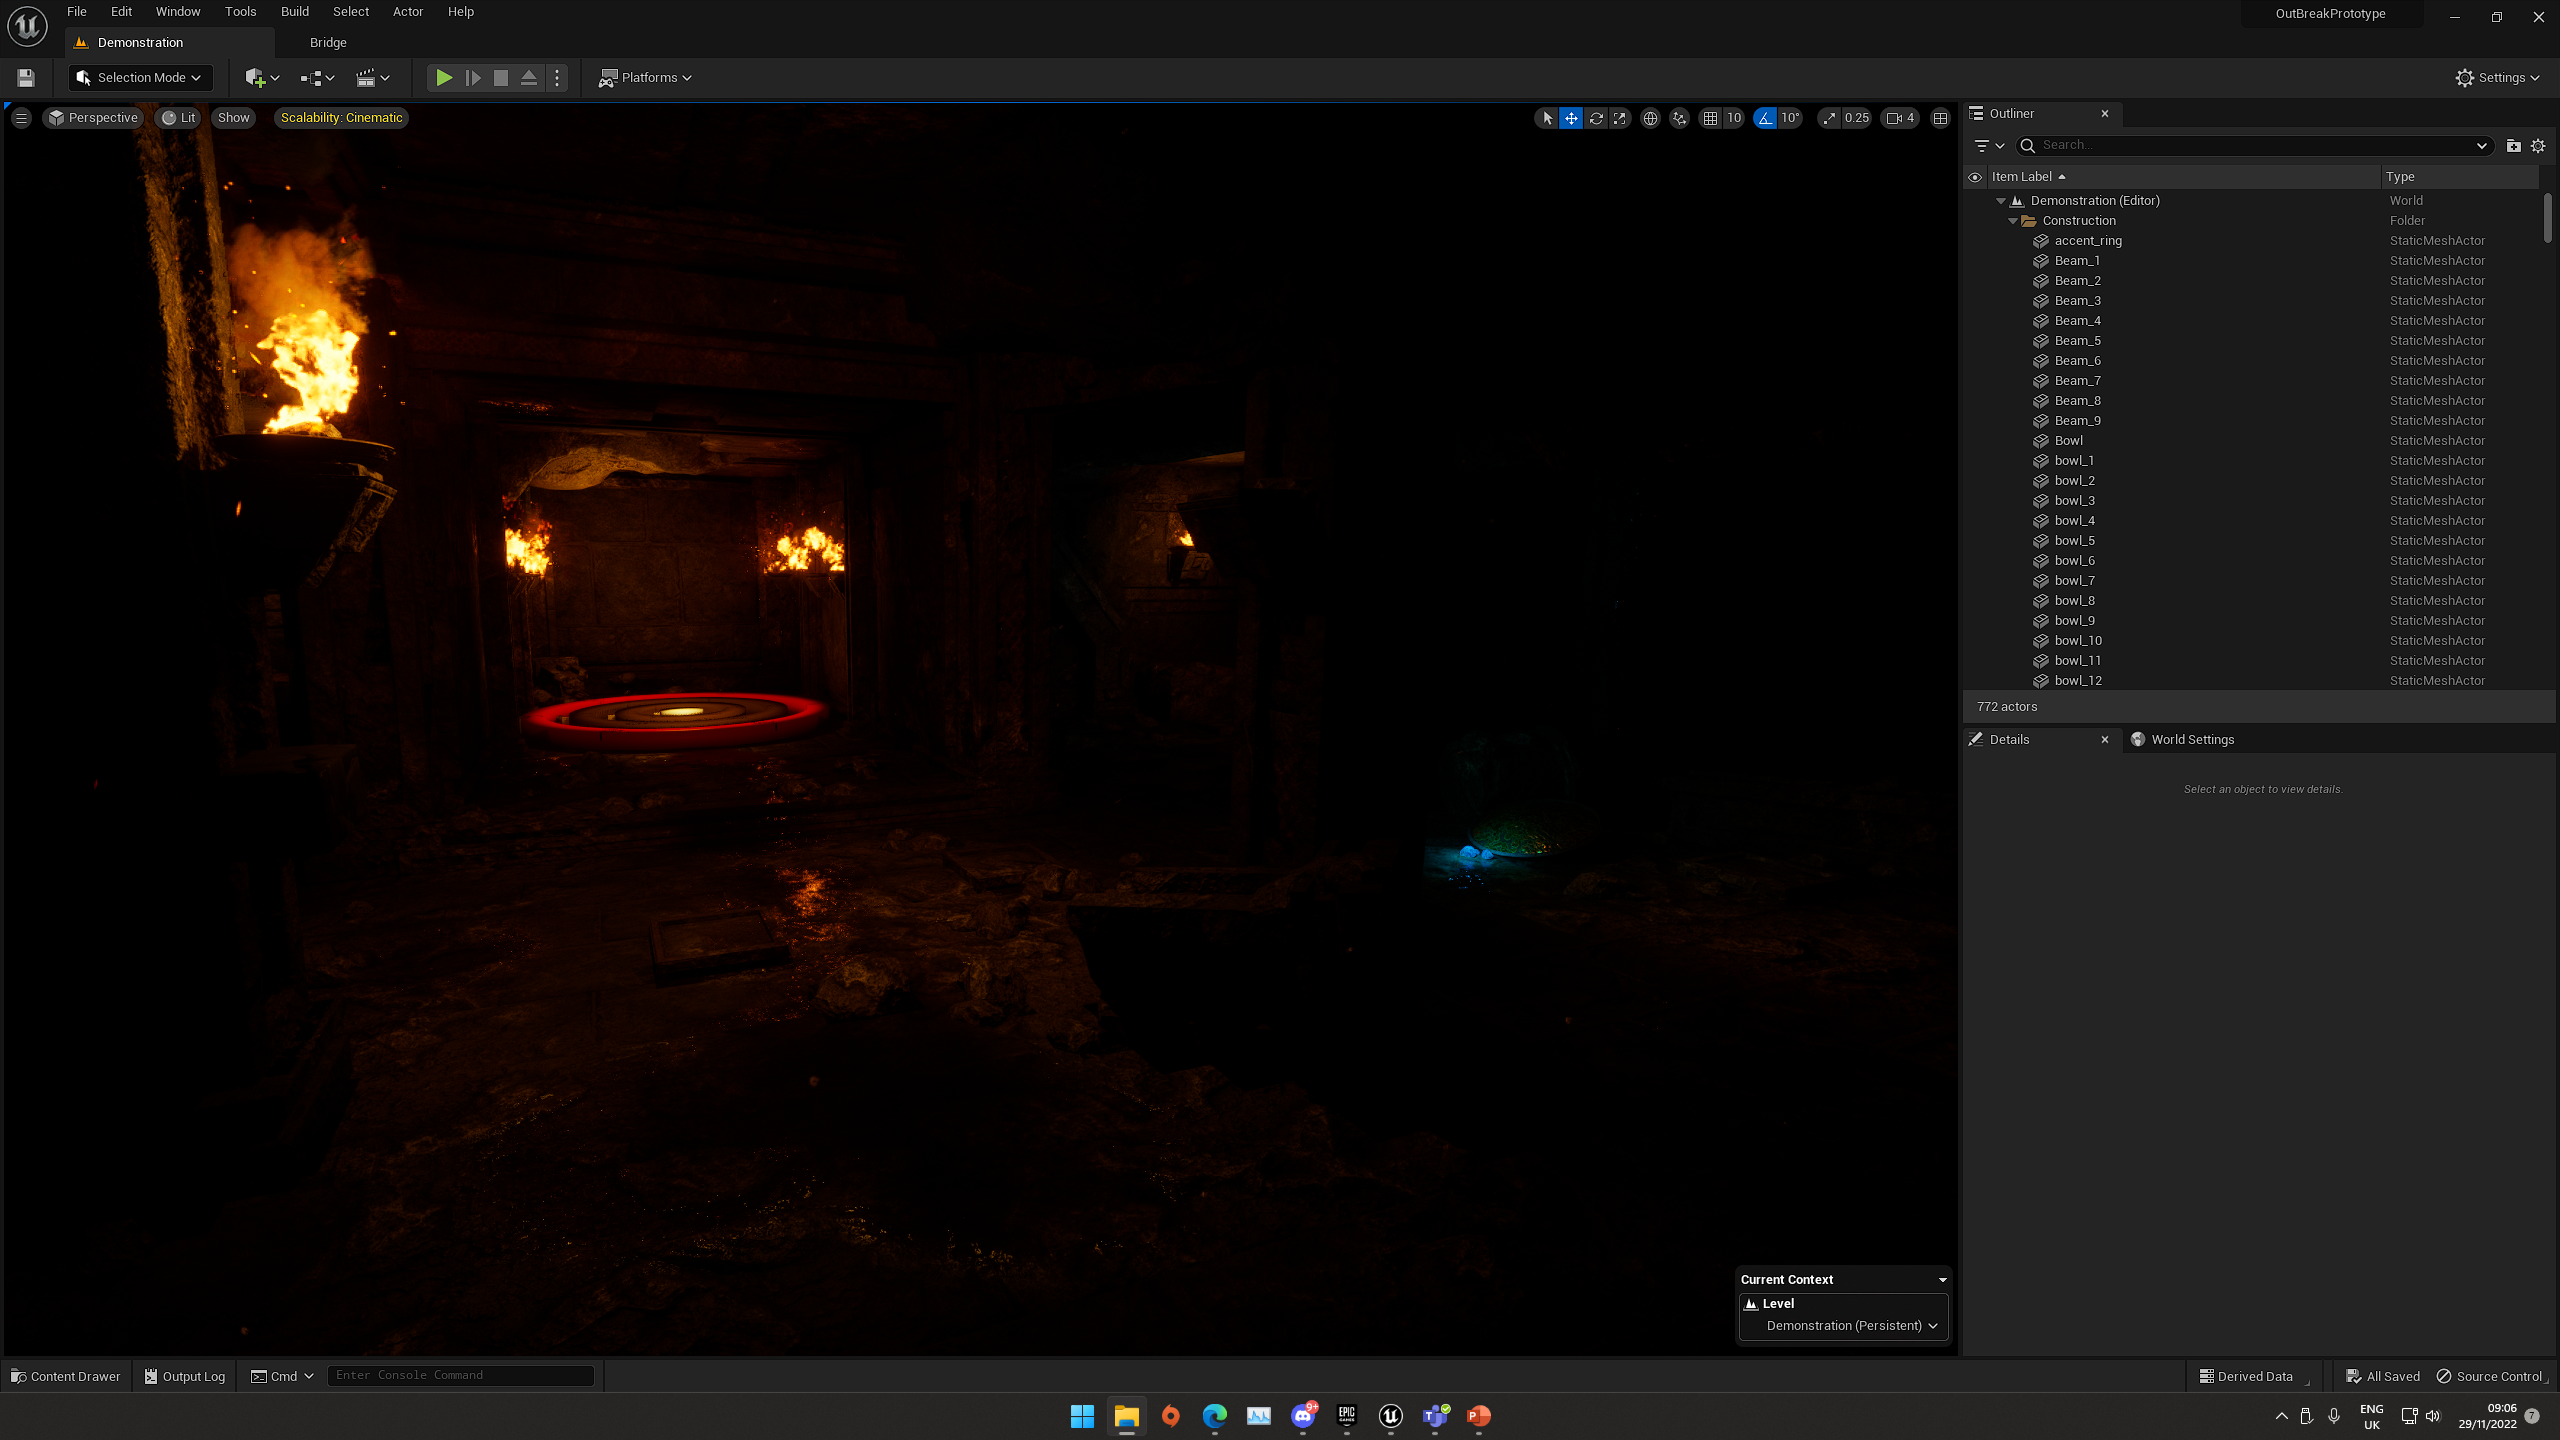 File Edit Window Tools Build Select Actor Help
OutBreakPrototype
Demonstration
Bridge
Selection Mode
Platforms
Settings
Perspective Lit Show Scalability: Cinematic
10 10° 0.25 4
Outliner
Search...
Item Label Type
Demonstration (Editor) World
Construction Folder
accent_ring StaticMeshActor
Beam_1 StaticMeshActor
Beam_2 StaticMeshActor
Beam_3 StaticMeshActor
Beam_4 StaticMeshActor
Beam_5 StaticMeshActor
Beam_6 StaticMeshActor
Beam_7 StaticMeshActor
Beam_8 StaticMeshActor
Beam_9 StaticMeshActor
Bowl StaticMeshActor
bowl_1 StaticMeshActor
bowl_2 StaticMeshActor
bowl_3 StaticMeshActor
bowl_4 StaticMeshActor
bowl_5 StaticMeshActor
bowl_6 StaticMeshActor
bowl_7 StaticMeshActor
bowl_8 StaticMeshActor
bowl_9 StaticMeshActor
bowl_10 StaticMeshActor
bowl_11 StaticMeshActor
bowl_12 StaticMeshActor
772 actors
Details
World Settings
Select an object to view details.
Current Context
Level
Demonstration (Persistent)
Content Drawer
Output Log
Cmd
Enter Console Command
Derived Data
All Saved
Source Control
9+
EPIC
GAMES
ENG
UK
09:06
29/11/2022
7